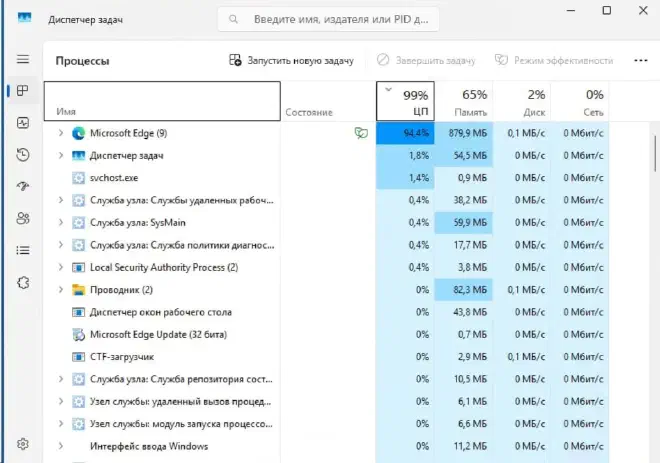 Диспетчер задач
Введите имя, издателя или PID д...
Процессы
Запустить новую задачу
Завершить задачу
Режим эффективности
...
99% 65% 2% 0%
Имя Состояние ЦП Память Диск Сеть
Microsoft Edge (9) 94,4% 879,9 МБ 0,1 МБ/с 0 Мбит/с
Диспетчер задач 1,8% 54,5 МБ 0 МБ/с 0 Мбит/с
svchost.exe 1,4% 0,9 МБ 0 МБ/с 0 Мбит/с
Служба узла: Службы удаленных рабоч... 0,4% 38,2 МБ 0 МБ/с 0 Мбит/с
Служба узла: SysMain 0,4% 59,9 МБ 0 МБ/с 0 Мбит/с
Служба узла: Служба политики диагнос... 0,4% 17,7 МБ 0 МБ/с 0 Мбит/с
Local Security Authority Process (2) 0,4% 3,8 МБ 0 МБ/с 0 Мбит/с
Проводник (2) 0% 82,3 МБ 0,1 МБ/с 0 Мбит/с
Диспетчер окон рабочего стола 0% 43,8 МБ 0 МБ/с 0 Мбит/с
Microsoft Edge Update (32 бита) 0% 0,7 МБ 0 МБ/с 0 Мбит/с
CTF-загрузчик 0% 2,9 МБ 0,1 МБ/с 0 Мбит/с
Служба узла: Служба репозитория сост... 0% 10,5 МБ 0 МБ/с 0 Мбит/с
Узел службы: удаленный вызов процед... 0% 6,1 МБ 0 МБ/с 0 Мбит/с
Узел службы: модуль запуска процессо... 0% 6,6 МБ 0 МБ/с 0 Мбит/с
Интерфейс ввода Windows 0% 11,2 МБ 0 МБ/с 0 Мбит/с